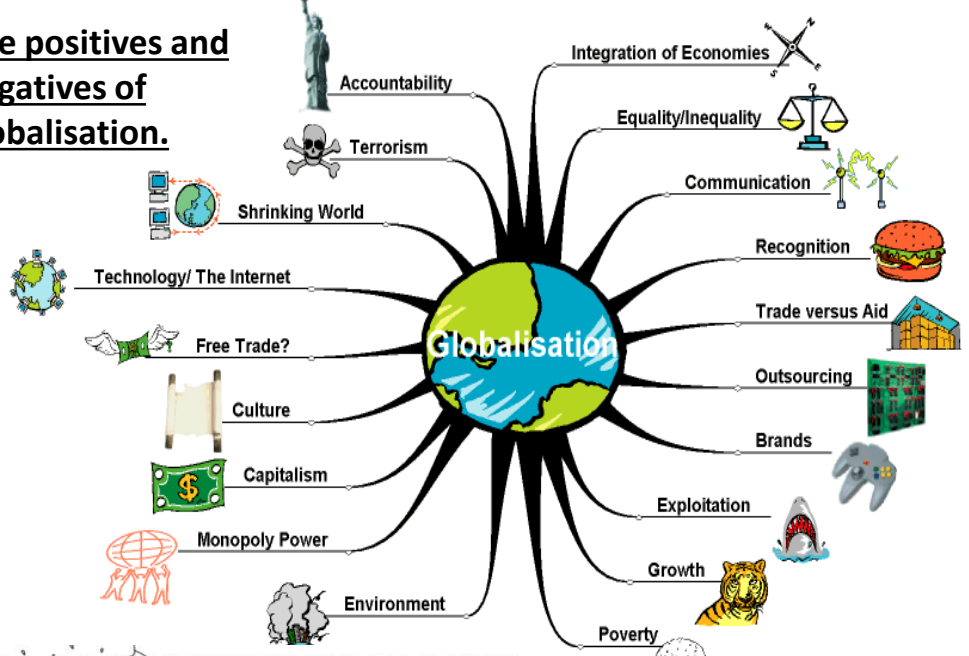 e positives and
gatives of
obalisation.
Accountability
Terrorism
Shrinking World
Technology/ The Internet
Free Trade?
Culture
Capitalism
Monopoly Power
Environment
Globalisation
Integration of Economies
Equality/Inequality
Communication
Recognition
Trade versus Aid
Outsourcing
Brands
Exploitation
Growth
Poverty